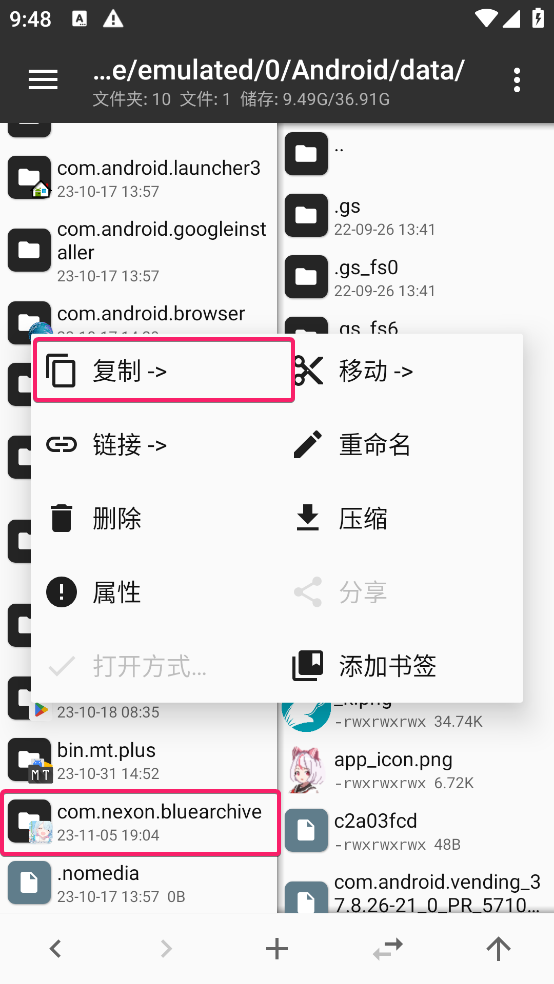 9:48
A
…e/emulated/0/Android/data/
文件夹: 10 文件: 1 储存: 9.49G/36.91G
com.android.launcher3
23-10-17 13:57
com.android.googleinst
aller
23-10-17 13:57
com.android.browser
..
.gs
22-09-26 13:41
.gs_fs0
22-09-26 13:41
.gs_fs6
复制 ->
移动 ->
链接 ->
重命名
删除
压缩
属性
分享
打开方式...
添加书签
23-10-18 08:35
bin.mt.plus
23-10-31 14:52
MT
com.nexon.bluearchive
23-11-05 19:04
.nomedia
23-10-17 13:57 0B
-rwxrwxrwx 34.74K
app_icon.png
-rwxrwxrwx 6.72K
c2a03fcd
-rwxrwxrwx 48B
com.android.vending_3
7.8.26-21_0_PR_5710…